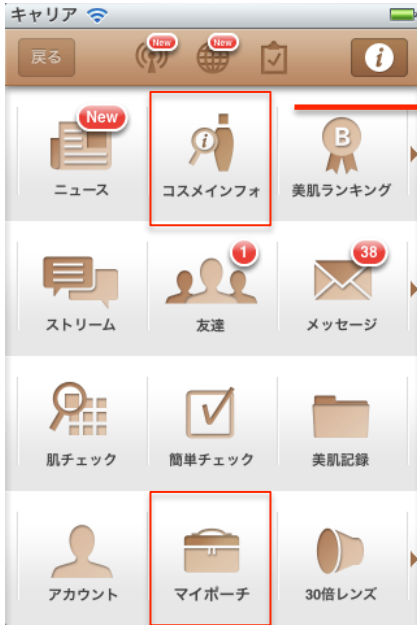 キャリア
戻る
New
New
i
New
i
B
ニュース
コスメインフォ
美肌ランキング
1
38
ストリーム
友達
メッセージ
肌チェック
簡単チェック
美肌記録
アカウント
マイポーチ
30倍レンズ